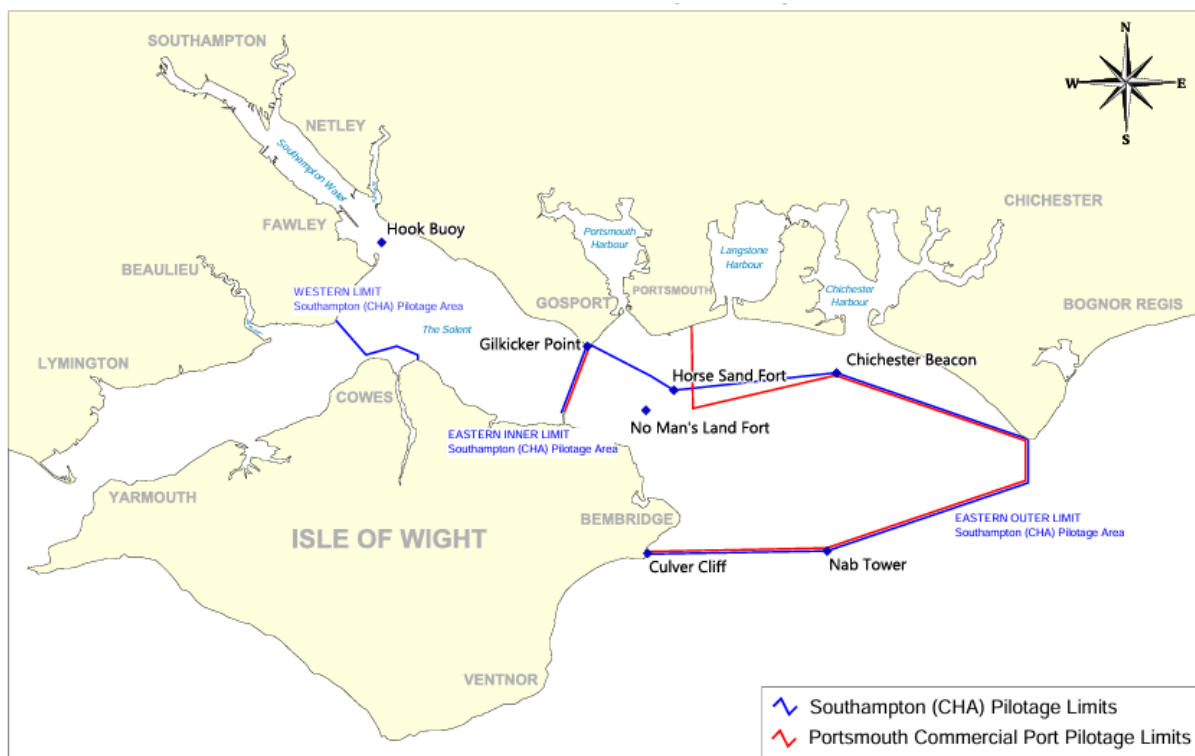 N
W E
S
SOUTHAMPTON
NETLEY
Southampton Water
CHICHESTER
FAWLEY
Hook Buoy
Portsmouth
Harbour
Langstone
Harbour
BEAULIEU
WESTERN LIMIT
Southampton (CHA) Pilotage Area
GOSPORT
PORTSMOUTH
Chichester
Harbour
BOGNOR REGIS
The Solent
Gilkicker Point
LYMINGTON
Chichester Beacon
Horse Sand Fort
COWES
No Man's Land Fort
EASTERN INNER LIMIT
Southampton (CHA) Pilotage Area
YARMOUTH
BEMBRIDGE
EASTERN OUTER LIMIT
Southampton (CHA) Pilotage Area
ISLE OF WIGHT
Culver Cliff
Nab Tower
VENTNOR
Southampton (CHA) Pilotage Limits
Portsmouth Commercial Port Pilotage Limits